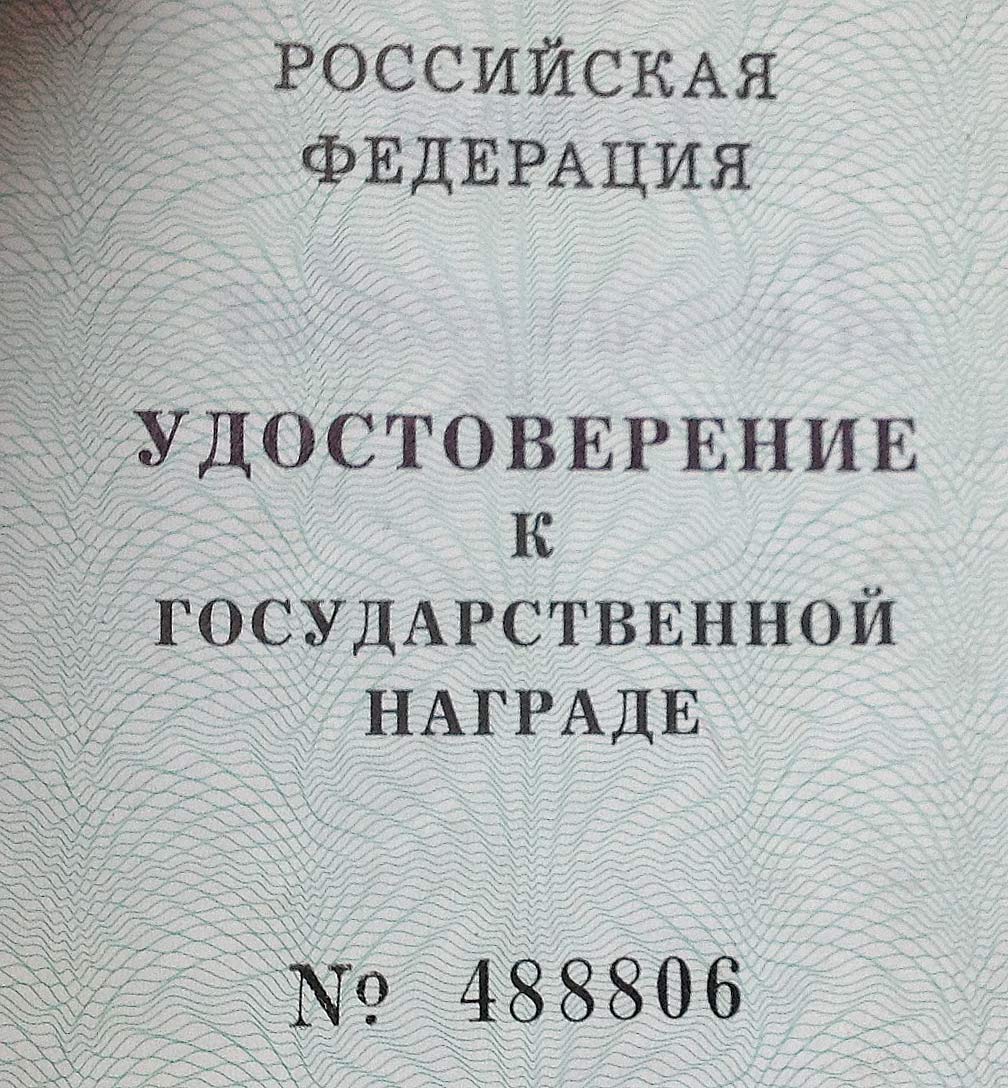 РОССИЙСКАЯ
ФЕДЕРАЦИЯ
УДОСТОВЕРЕНИЕ
К
ГОСУДАРСТВЕННОЙ
НАГРАДЕ
№ 488806